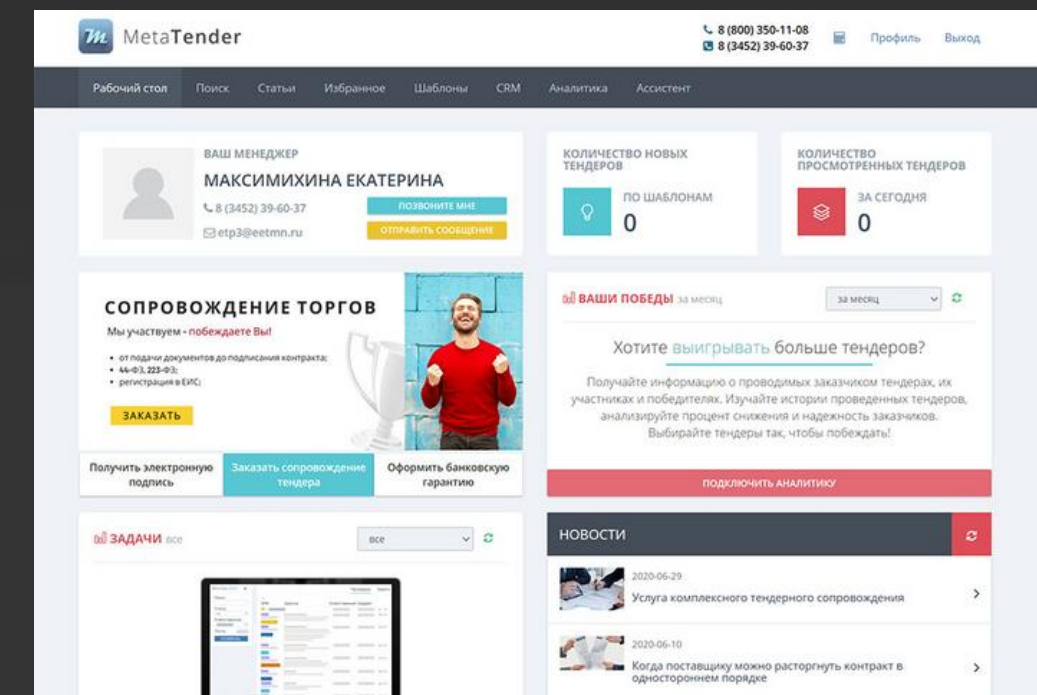 m MetaTender
8 (800) 350-11-08
8 (3452) 39-60-37
Профиль
Выход
Рабочий стол Поиск Статьи Избранное Шаблоны CRM Аналитика Ассистент
ВАШ МЕНЕДЖЕР
МАКСИМИХИНА ЕКАТЕРИНА
8 (3452) 39-60-37
ПОЗВОНИТЕ МНЕ
etp3@eetmn.ru
ОТПРАВИТЬ СООБЩЕНИЕ
КОЛИЧЕСТВО НОВЫХ
ТЕНДЕРОВ
ПО ШАБЛОНАМ
0
КОЛИЧЕСТВО
ПРОСМОТРЕННЫХ ТЕНДЕРОВ
ЗА СЕГОДНЯ
0
СОПРОВОЖДЕНИЕ ТОРГОВ
Мы участвуем - побеждаете Вы!
• от подачи документов до подписания контракта;
• 44-ФЗ, 223-ФЗ;
• регистрация в ЕИС;
ЗАКАЗАТЬ
Получить электронную
подпись
Заказать сопровождение
тендера
Оформить банковскую
гарантию
ВАШИ ПОБЕДЫ за месяц
за месяц
Хотите выигрывать больше тендеров?
Получайте информацию о проводимых заказчиком тендерах, их
участниках и победителях. Изучайте истории проведенных тендеров,
анализируйте процент снижения и надежность заказчиков.
Выбирайте тендеры так, чтобы побеждать!
ПОДКЛЮЧИТЬ АНАЛИТИКУ
ЗАДАЧИ все
все
НОВОСТИ
2020-06-29
Услуга комплексного тендерного сопровождения
2020-06-10
Когда поставщику можно расторгнуть контракт в
одностороннем порядке